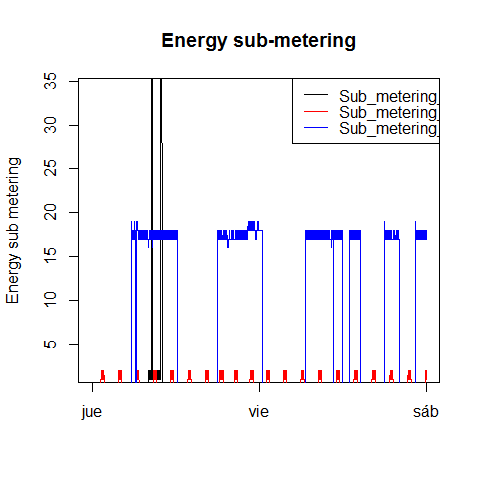 Energy sub-metering
Sub_metering_
Sub_metering_
Sub_metering_
Energy sub metering
35
30
25
20
15
10
5
jue
vie
sáb